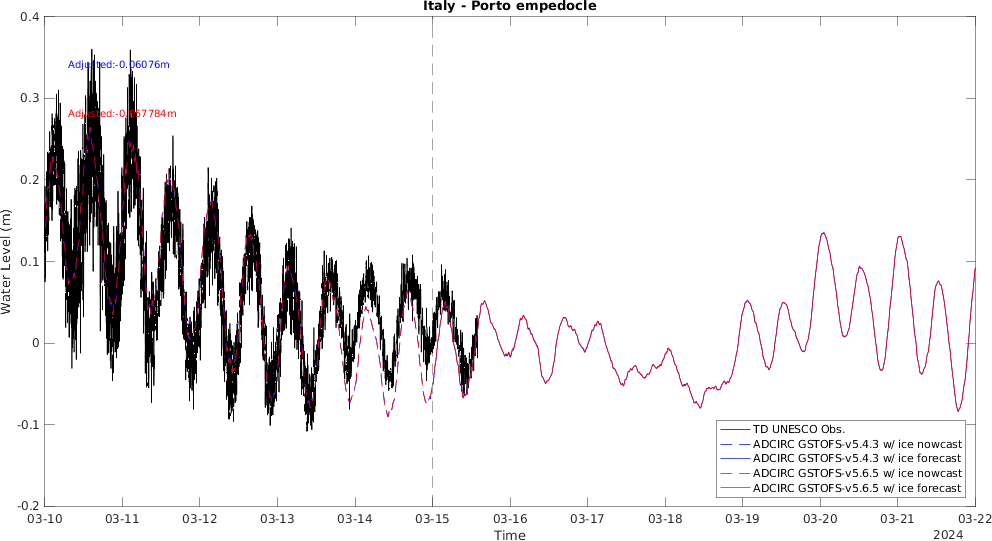 Italy - Porto empedocle
0.4
0.3
0.2
0.1
0
-0.1
-0.2
Water Level (m)
Adjusted:-0.06076m
Adjusted:-0.067784m
TD UNESCO Obs.
ADCIRC GSTOFS-v5.4.3 w/ ice nowcast
ADCIRC GSTOFS-v5.4.3 w/ ice forecast
ADCIRC GSTOFS-v5.6.5 w/ ice nowcast
ADCIRC GSTOFS-v5.6.5 w/ ice forecast
03-10 03-11 03-12 03-13 03-14 03-15 03-16 03-17 03-18 03-19 03-20 03-21 03-22
Time
2024